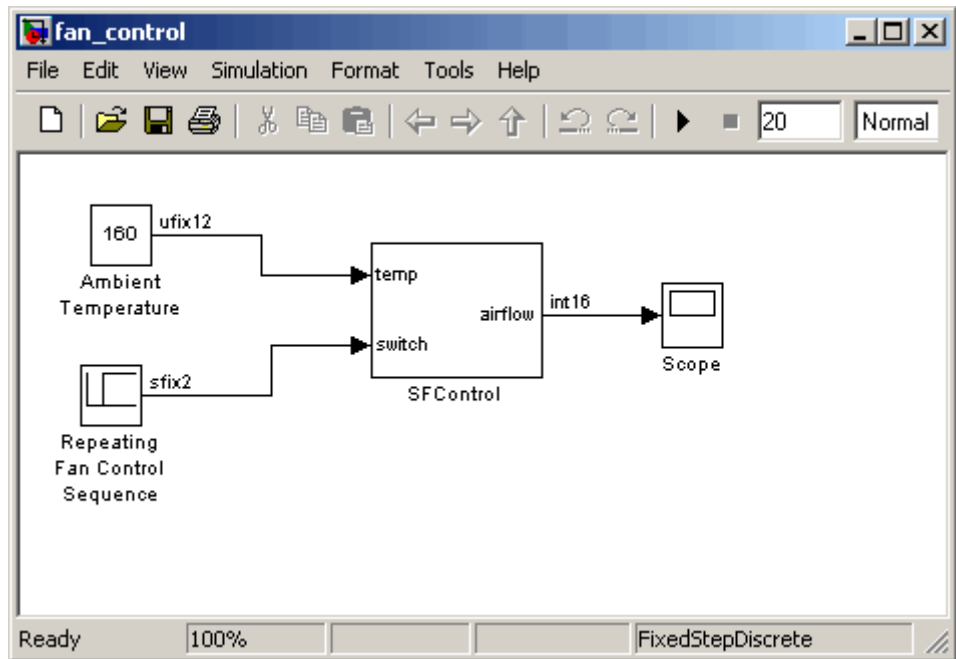 fan_control
File Edit View Simulation Format Tools Help
20 Normal
160
ufix12
Ambient
Temperature
temp
airflow
int16
switch
SFControl
Scope
sfix2
Repeating
Fan Control
Sequence
Ready 100% FixedStepDiscrete